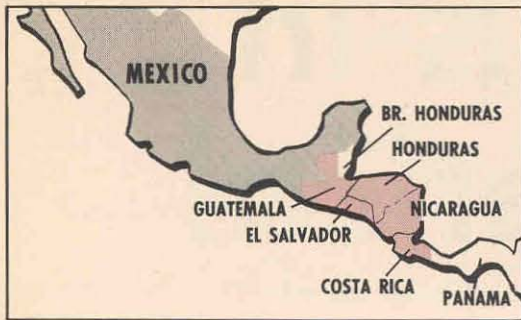 MEXICO
BR. HONDURAS
HONDURAS
GUATEMALA
NICARAGUA
EL SALVADOR
COSTA RICA
PANAMA